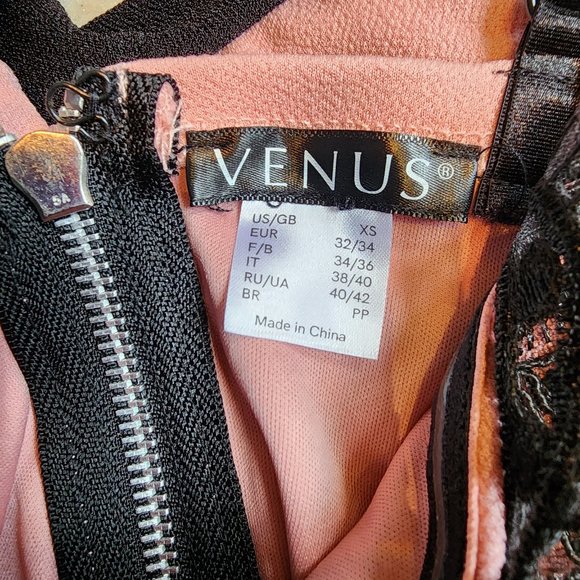 5A
VENUS®
US/GB XS
EUR 32/34
F/B 34/36
IT 38/40
RU/UA 40/42
BR PP
Made in China